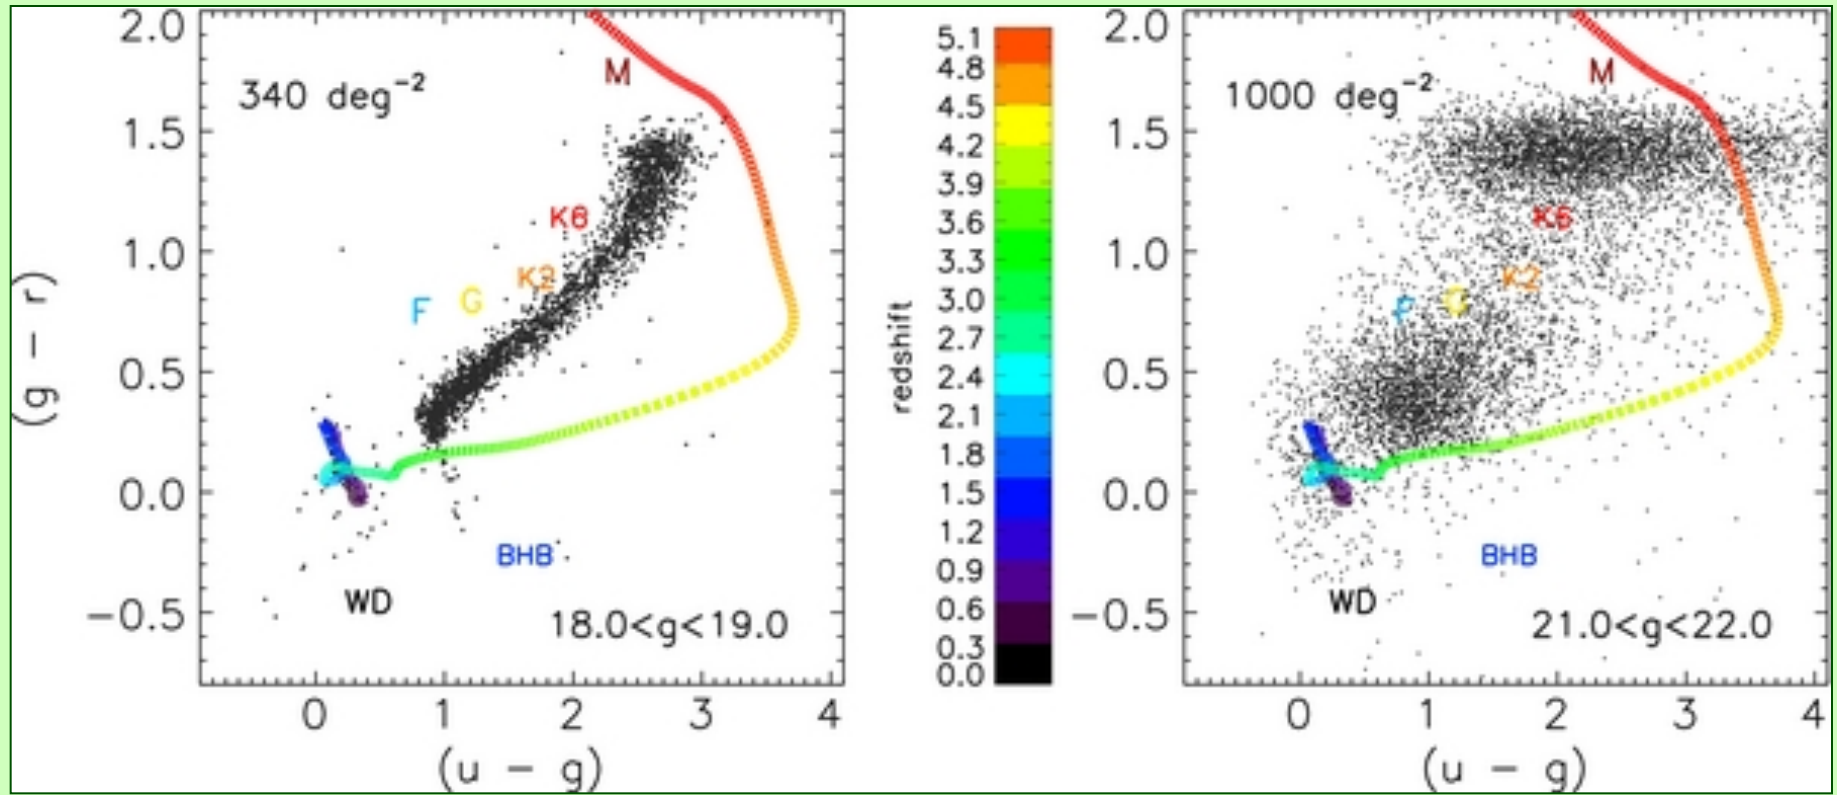 2.0
1.5
1.0
0.5
0.0
−0.5
(g − r)
340 deg⁻²
M
K6
K2
G
F
BHB
WD
18.0<g<19.0
0 1 2 3 4
(u − g)
redshift
5.1
4.8
4.5
4.2
3.9
3.6
3.3
3.0
2.7
2.4
2.1
1.8
1.5
1.2
0.9
0.6
0.3
0.0
2.0
1.5
1.0
0.5
0.0
−0.5
1000 deg⁻²
M
K6
K2
G
F
BHB
WD
21.0<g<22.0
0 1 2 3 4
(u − g)